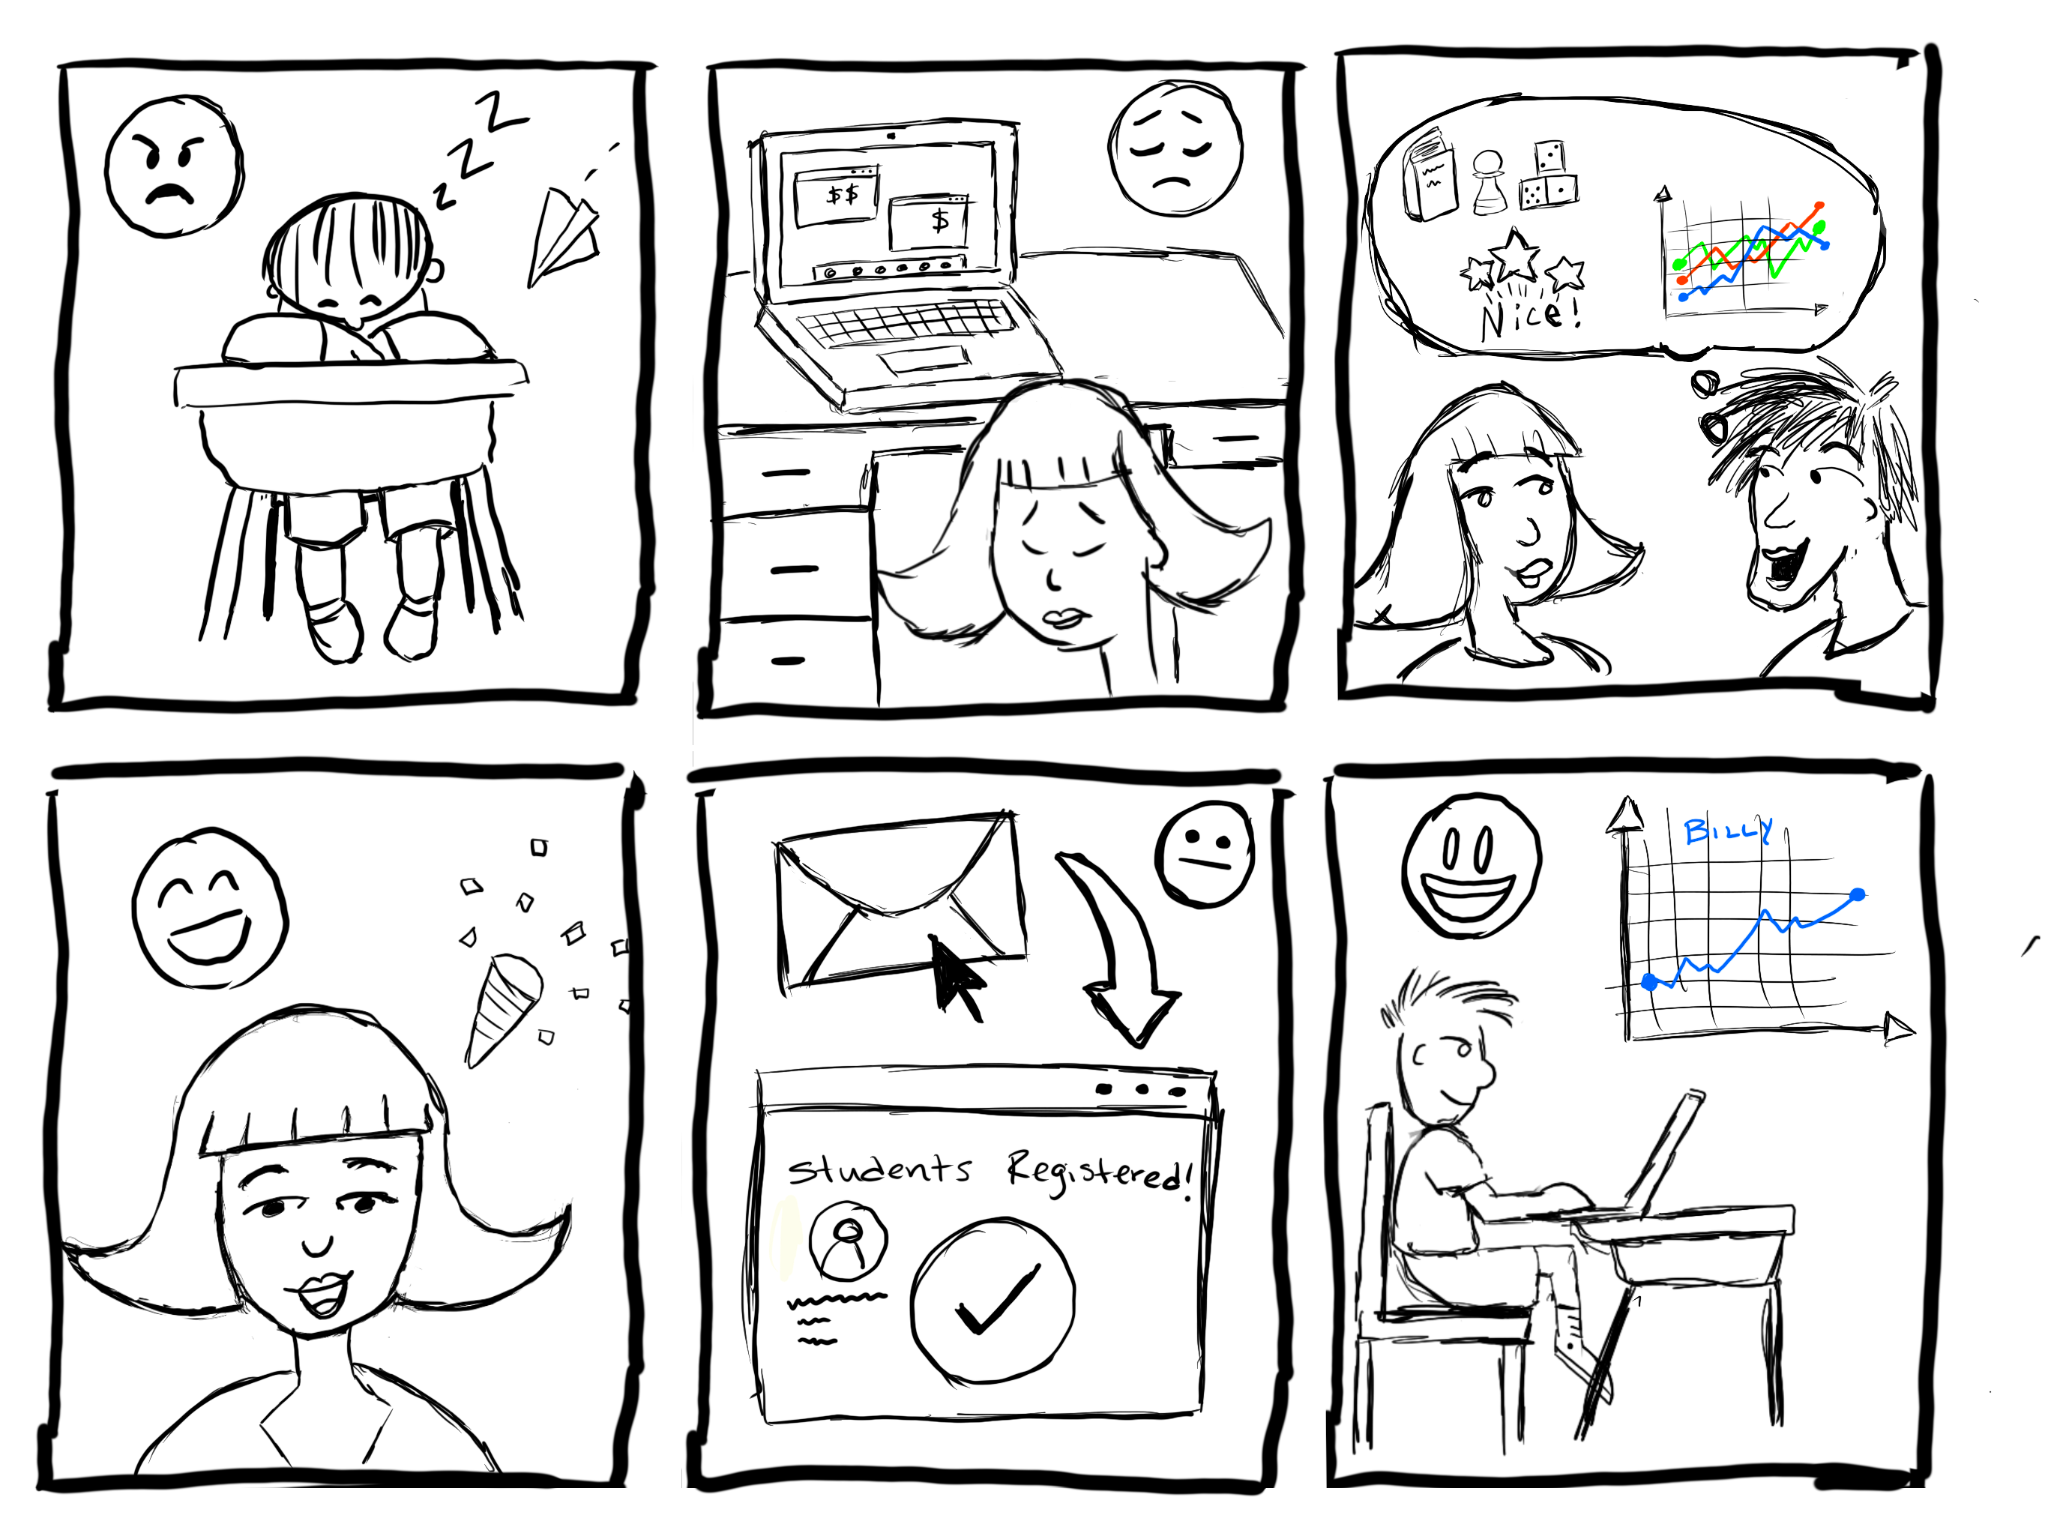 z z z Z
$$
$
Nice!
Students Registered!
BILLY